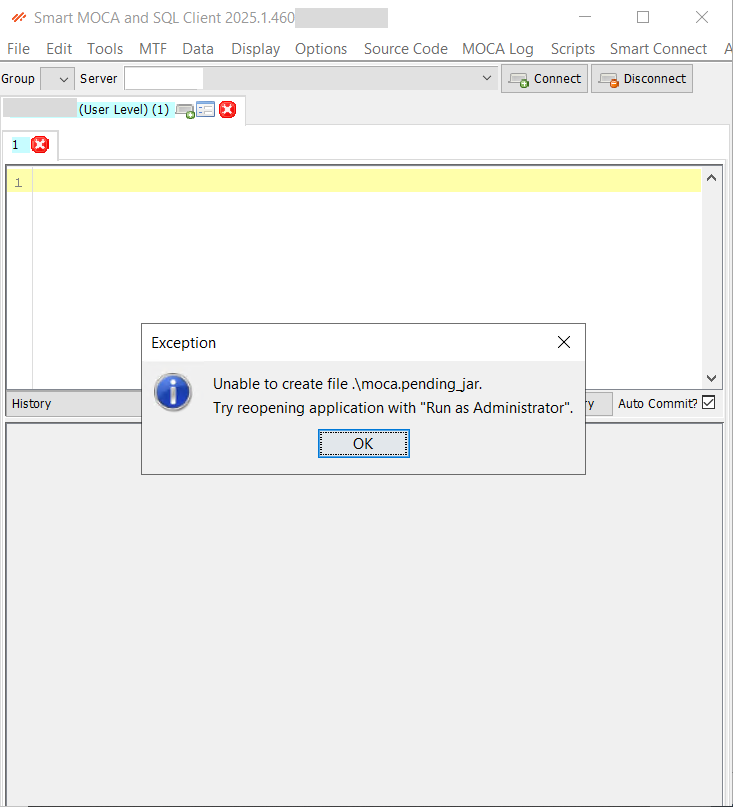 Smart MOCA and SQL Client 2025.1.460
File Edit Tools MTF Data Display Options Source Code MOCA Log Scripts Smart Connect A
Group Server Connect Disconnect
(User Level) (1)
1
1
Exception
Unable to create file .\moca.pending_jar.
Try reopening application with "Run as Administrator".
OK
History ry Auto Commit?